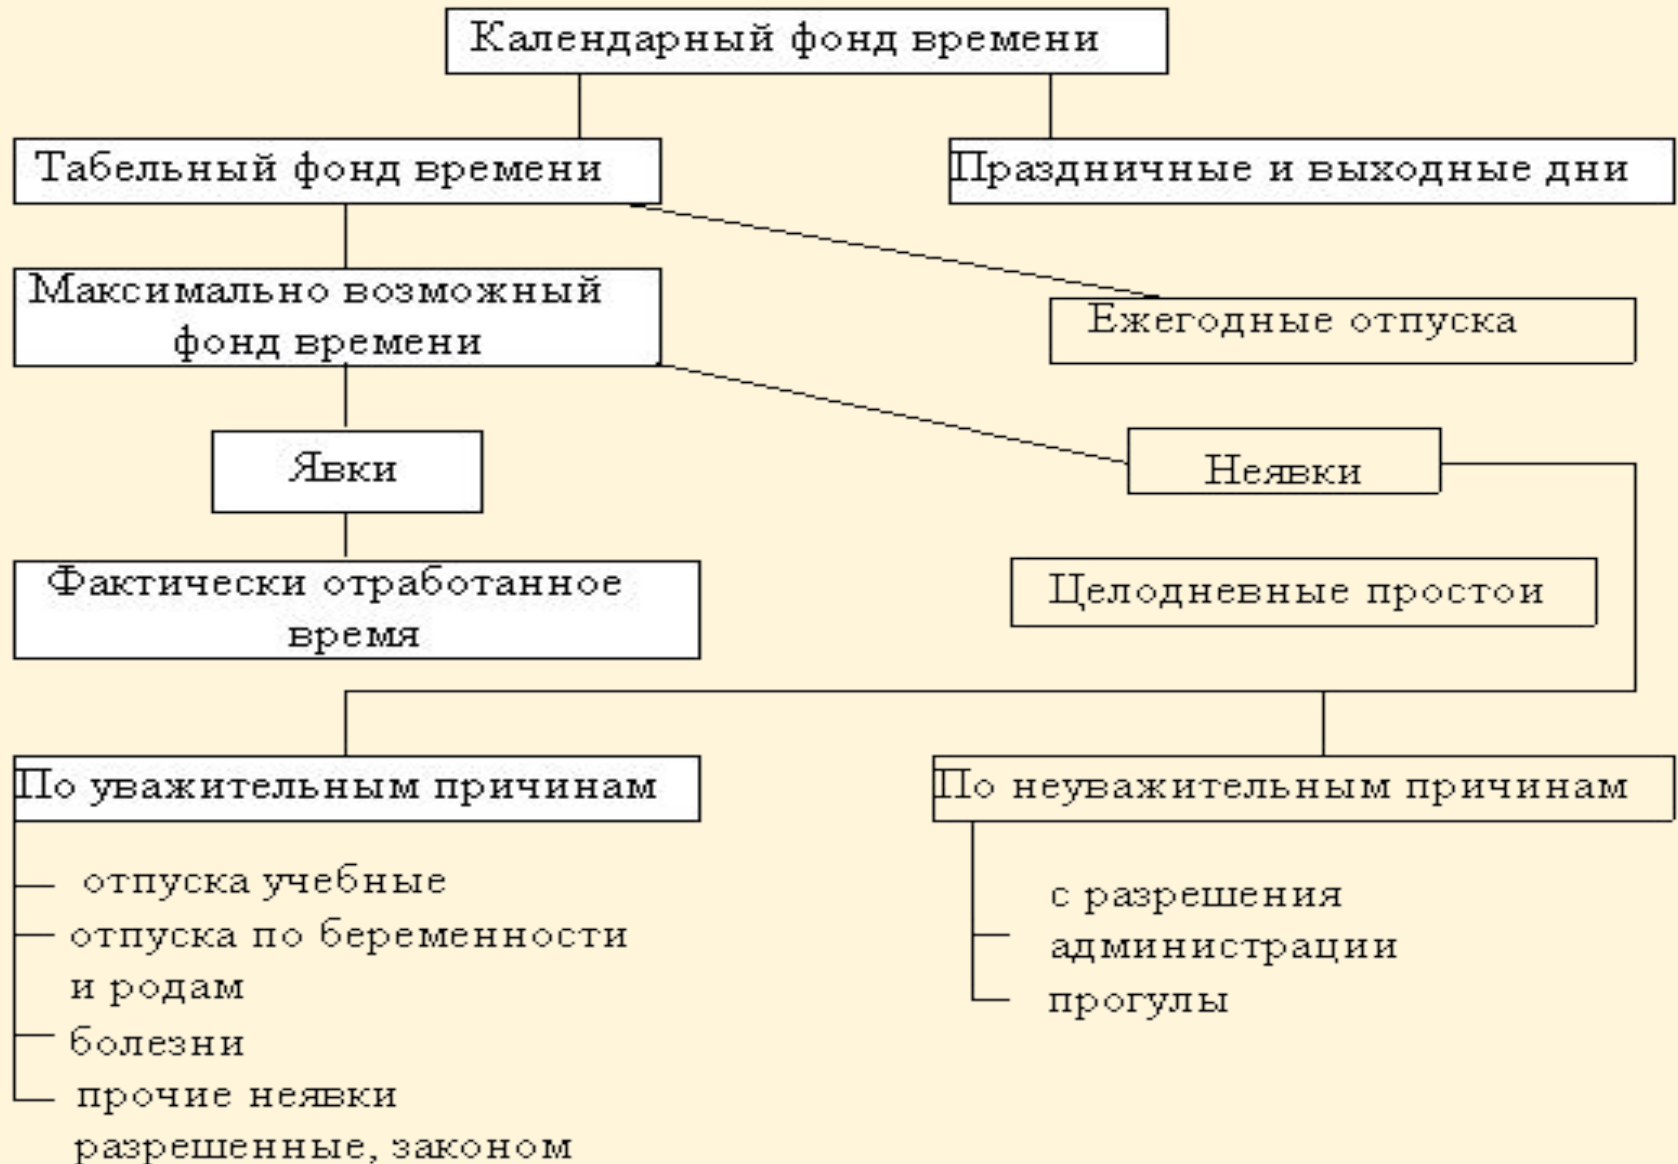 Календарный фонд времени
Табельный фонд времени
Праздничные и выходные дни
Максимально возможный
фонд времени
Ежегодные отпуска
Явки
Неявки
Фактически отработанное
время
Целодневные простои
По уважительным причинам
По неуважительным причинам
отпуска учебные
отпуска по беременности
и родам
болезни
прочие неявки
разрешенные, законом
с разрешения
администрации
прогулы